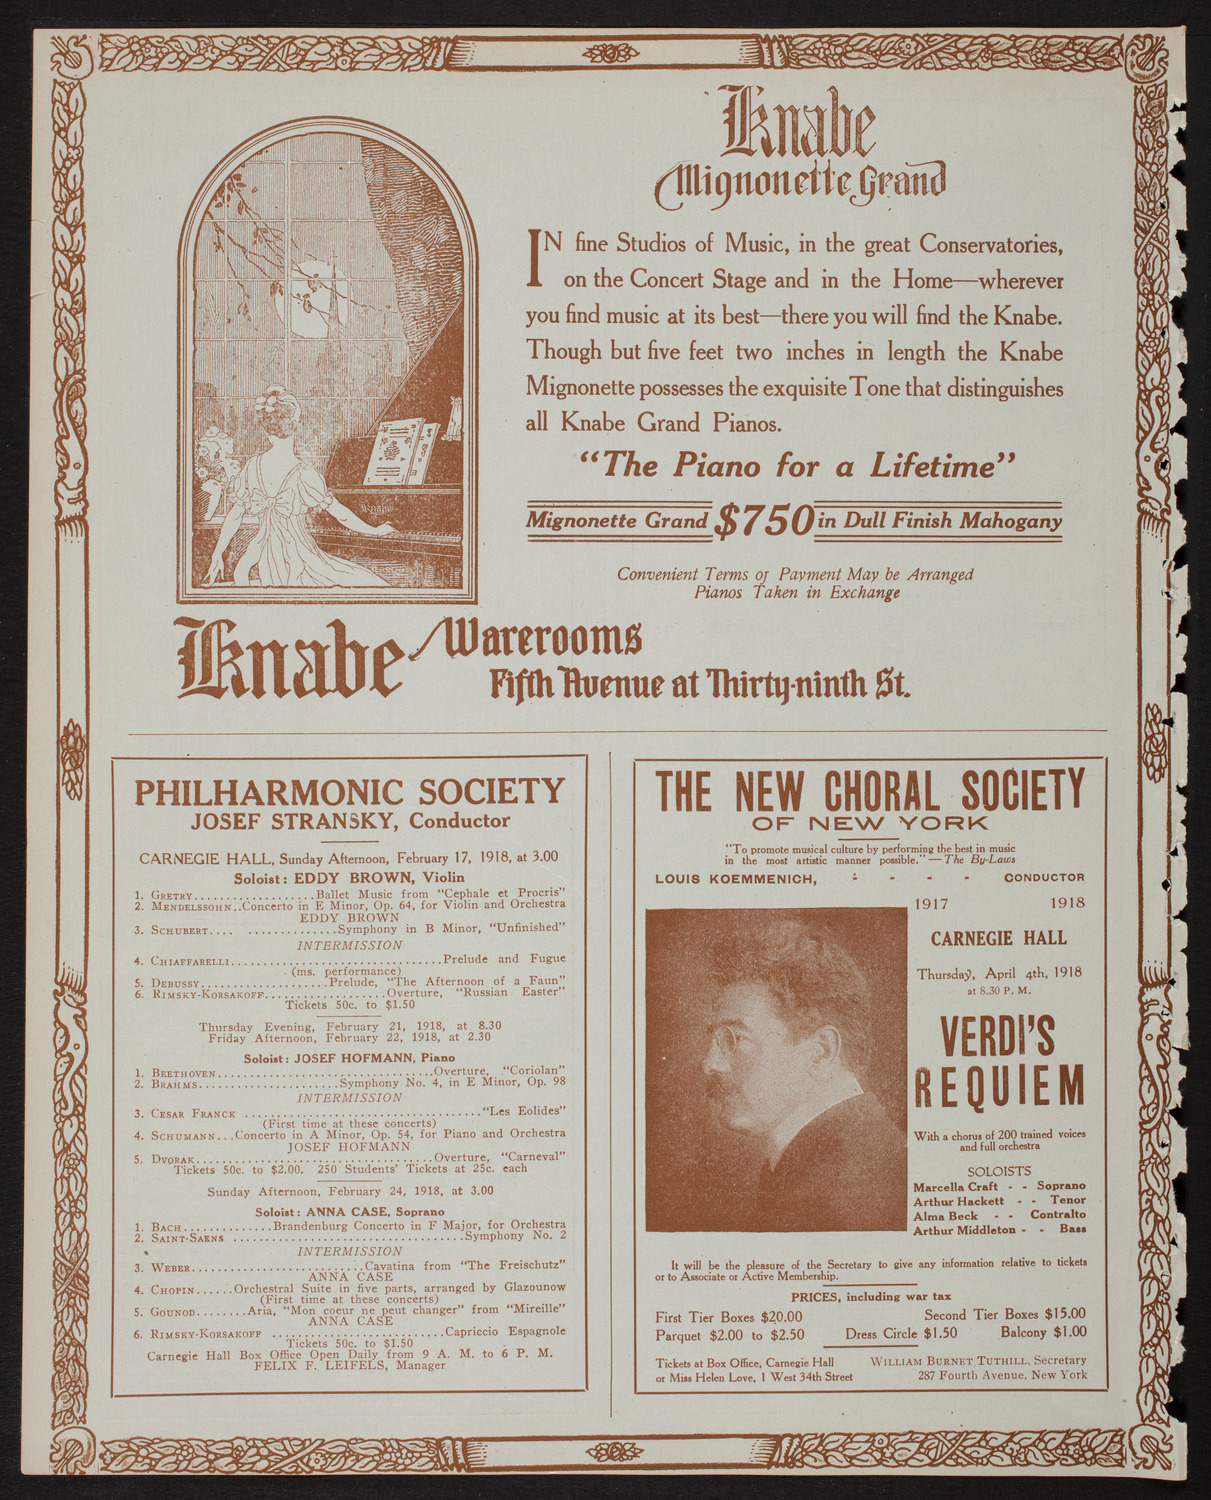 Knabe
Mignonette Grand
IN fine Studios of Music, in the great Conservatories,
on the Concert Stage and in the Home—wherever
you find music at its best—there you will find the Knabe.
Though but five feet two inches in length the Knabe
Mignonette possesses the exquisite Tone that distinguishes
all Knabe Grand Pianos.
"The Piano for a Lifetime"
Mignonette Grand $750 in Dull Finish Mahogany
Convenient Terms of Payment May be Arranged
Pianos Taken in Exchange
Knabe
Knabe Warerooms
Fifth Avenue at Thirty-ninth St.
PHILHARMONIC SOCIETY
JOSEF STRANSKY, Conductor
CARNEGIE HALL, Sunday Afternoon, February 17, 1918, at 3.00
Soloist: EDDY BROWN, Violin
1. GRETRY...................Ballet Music from "Cephale et Procris"
2. MENDELSSOHN..Concerto in E Minor, Op. 64, for Violin and Orchestra
EDDY BROWN
3. SCHUBERT.... ..............Symphony in B Minor, "Unfinished"
INTERMISSION
4. CHIAFFARELLI.................................Prelude and Fugue
(ms. performance)
5. DEBUSSY....................Prelude, "The Afternoon of a Faun"
6. RIMSKY-KORSAKOFF...................Overture, "Russian Easter"
Tickets 50c. to $1.50
Thursday Evening, February 21, 1918, at 8.30
Friday Afternoon, February 22, 1918, at 2.30
Soloist: JOSEF HOFMANN, Piano
1. BEETHOVEN..................................Overture, "Coriolan"
2. BRAHMS......................Symphony No. 4, in E Minor, Op. 98
INTERMISSION
3. CESAR FRANCK ....................................."Les Eolides"
(First time at these concerts)
4. SCHUMANN...Concerto in A Minor, Op. 54, for Piano and Orchestra
JOSEF HOFMANN
5. DVORAK.....................................Overture, "Carneval"
Tickets 50c. to $2.00. 250 Students' Tickets at 25c. each
Sunday Afternoon, February 24, 1918, at 3.00
Soloist: ANNA CASE, Soprano
1. BACH..............Brandenburg Concerto in F Major, for Orchestra
2. SAINT-SAENS ....................................Symphony No. 2
INTERMISSION
3. WEBER...........................Cavatina from "The Freischutz"
ANNA CASE
4. CHOPIN......Orchestral Suite in five parts, arranged by Glazounow
(First time at these concerts)
5. GOUNOD........Aria, "Mon coeur ne peut changer" from "Mireille"
ANNA CASE
6. RIMSKY-KORSAKOFF ...........................Capriccio Espagnole
Tickets 50c. to $1.50
Carnegie Hall Box Office Open Daily from 9 A. M. to 6 P. M.
FELIX F. LEIFELS, Manager
THE NEW CHORAL SOCIETY
OF NEW YORK
"To promote musical culture by performing the best in music
in the most artistic manner possible."—The By-Laws
LOUIS KOEMMENICH, - - - - CONDUCTOR
1917 1918
CARNEGIE HALL
Thursday, April 4th, 1918
at 8.30 P. M.
VERDI'S
REQUIEM
With a chorus of 200 trained voices
and full orchestra
SOLOISTS
Marcella Craft - - Soprano
Arthur Hackett - - Tenor
Alma Beck - - Contralto
Arthur Middleton - - Bass
It will be the pleasure of the Secretary to give any information relative to tickets
or to Associate or Active Membership.
PRICES, including war tax
First Tier Boxes $20.00 Second Tier Boxes $15.00
Parquet $2.00 to $2.50 Dress Circle $1.50 Balcony $1.00
Tickets at Box Office, Carnegie Hall WILLIAM BURNET TUTHILL, Secretary
or Miss Helen Love, 1 West 34th Street 287 Fourth Avenue, New York